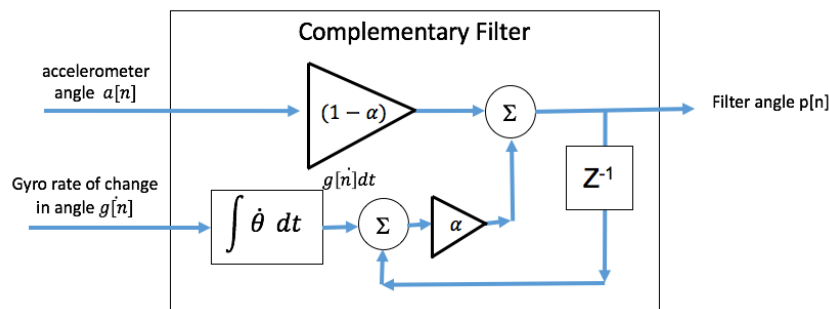 Complementary Filter
accelerometer
angle a[n]
(1 − α)
Σ
Filter angle p[n]
Z⁻¹
Gyro rate of change
in angle ġ[n]
∫ θ̇ dt
g[ṅ]dt
Σ
α